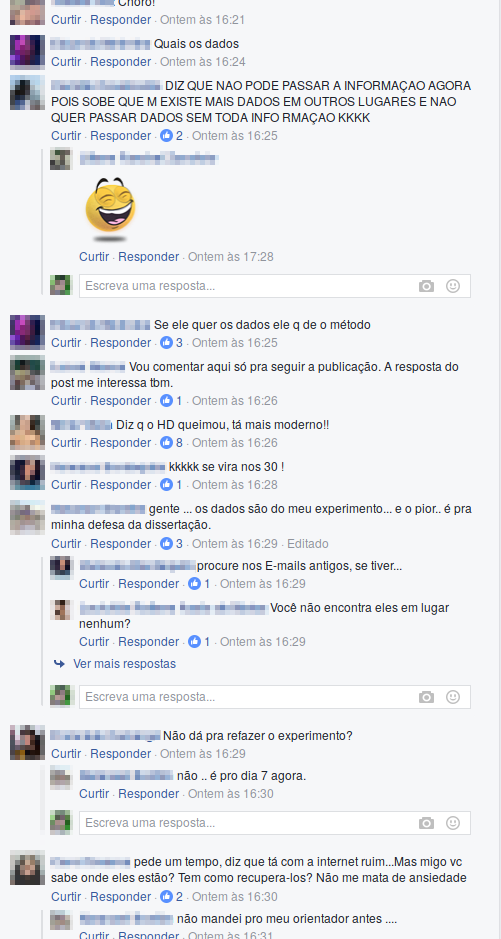 Choro!
Curtir · Responder · Ontem às 16:21
Quais os dados
Curtir · Responder · Ontem às 16:24
DIZ QUE NAO PODE PASSAR A INFORMAÇAO AGORA
POIS SOBE QUE M EXISTE MAIS DADOS EM OUTROS LUGARES E NAO
QUER PASSAR DADOS SEM TODA INFO RMAÇAO KKKK
Curtir · Responder · 2 · Ontem às 16:25
Curtir · Responder · Ontem às 17:28
Escreva uma resposta...
Se ele quer os dados ele q de o método
Curtir · Responder · 3 · Ontem às 16:25
Vou comentar aqui só pra seguir a publicação. A resposta do
post me interessa tbm.
Curtir · Responder · 1 · Ontem às 16:26
Diz q o HD queimou, tá mais moderno!!
Curtir · Responder · 8 · Ontem às 16:26
kkkkk se vira nos 30 !
Curtir · Responder · 1 · Ontem às 16:28
gente ... os dados são do meu experimento... e o pior.. é pra
minha defesa da dissertação.
Curtir · Responder · 3 · Ontem às 16:29 · Editado
procure nos E-mails antigos, se tiver...
Curtir · Responder · 1 · Ontem às 16:29
Você não encontra eles em lugar
nenhum?
Curtir · Responder · 1 · Ontem às 16:29
Ver mais respostas
Escreva uma resposta...
Não dá pra refazer o experimento?
Curtir · Responder · Ontem às 16:29
não .. é pro dia 7 agora.
Curtir · Responder · Ontem às 16:30
Escreva uma resposta...
pede um tempo, diz que tá com a internet ruim...Mas migo vc
sabe onde eles estão? Tem como recupera-los? Não me mata de ansiedade
Curtir · Responder · 2 · Ontem às 16:30
não mandei pro meu orientador antes ....
Curtir · Responder · Ontem às 16:31